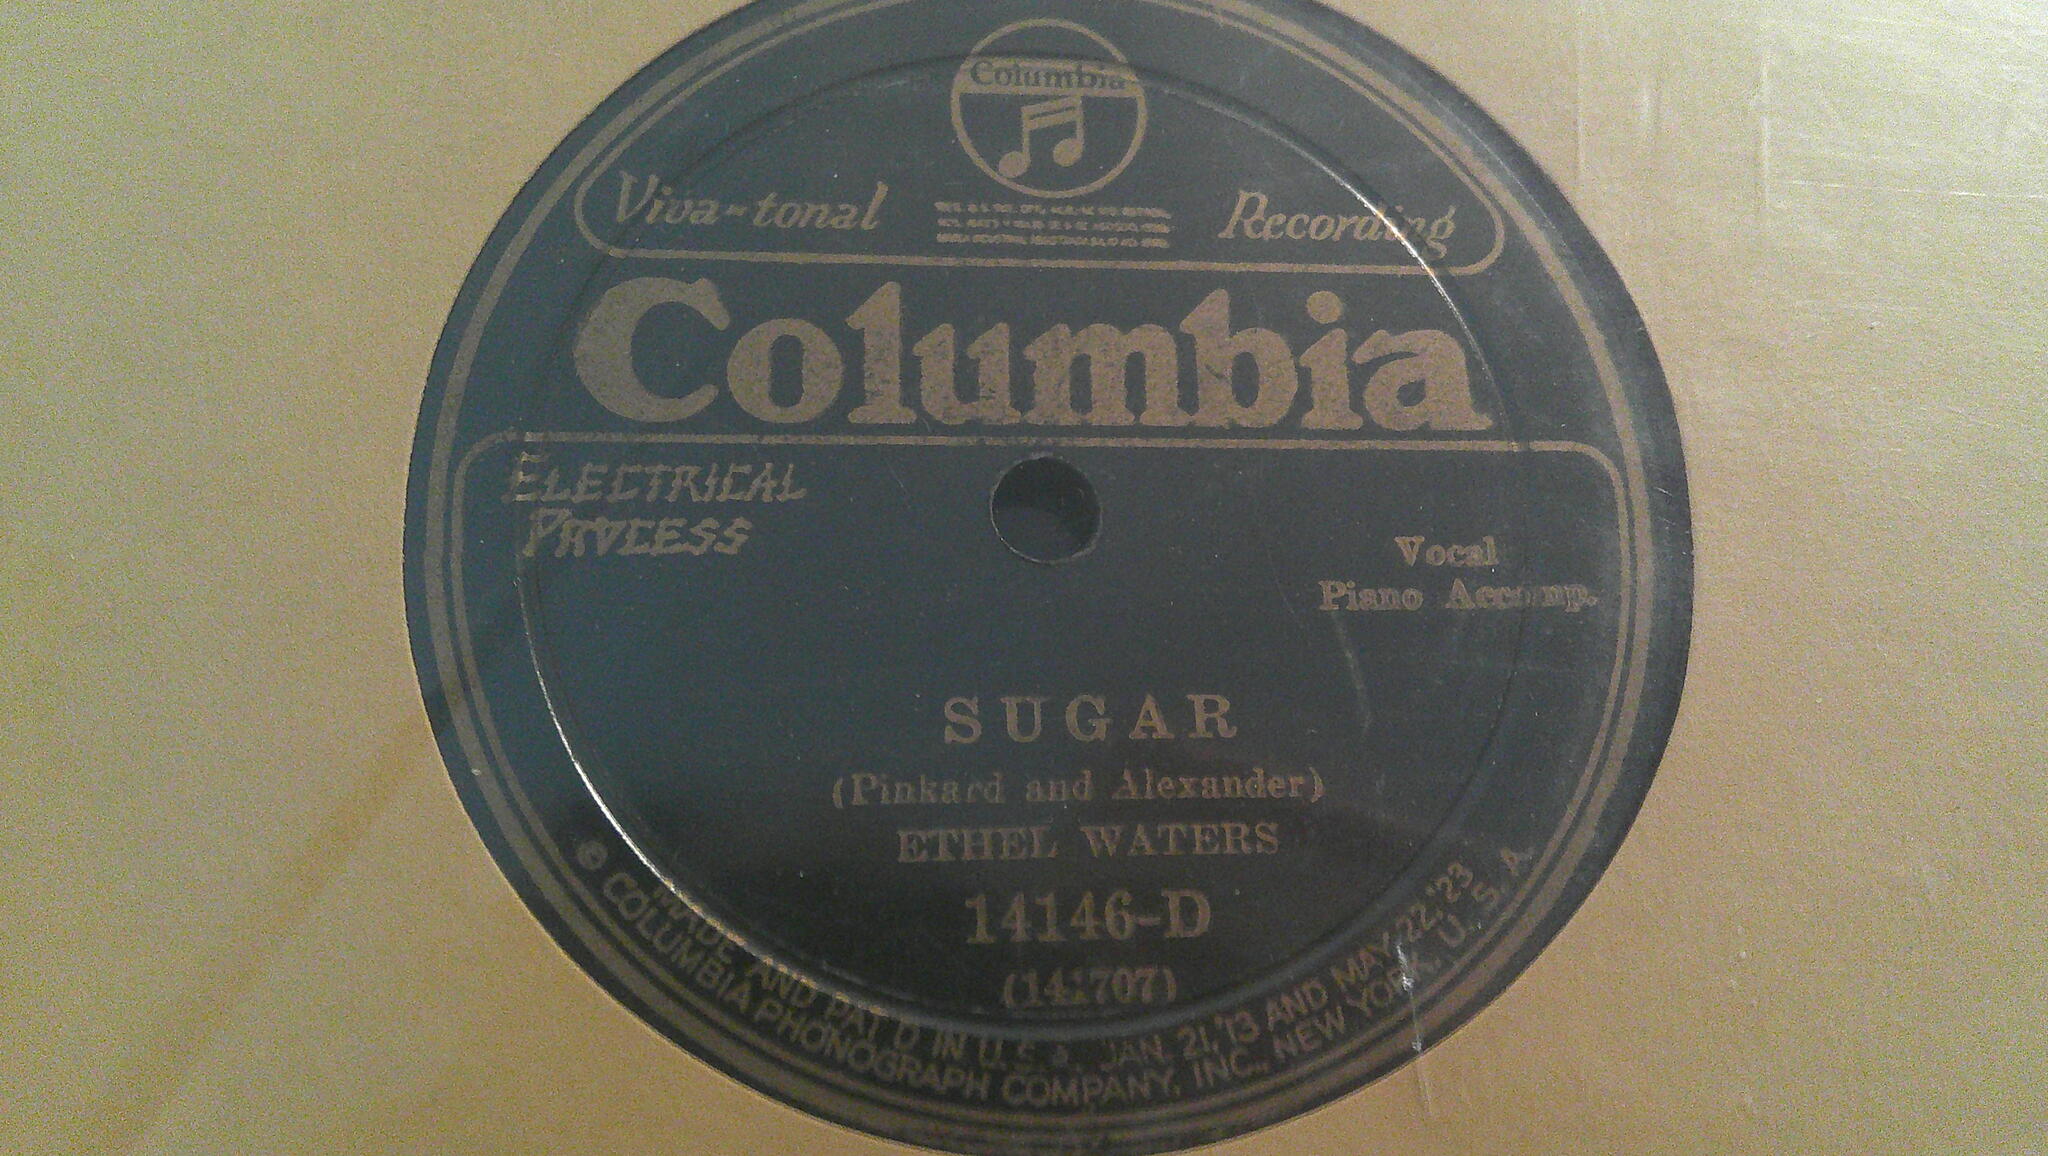 Columbia
Viva-tonal Recording
Columbia
ELECTRICAL
PROCESS
Vocal
Piano Accomp.
SUGAR
(Pinkard and Alexander)
ETHEL WATERS
14146-D
(141707)
MADE AND PAT'D IN U.S.A., JAN. 21,'13 AND MAY 22,'23
© COLUMBIA PHONOGRAPH COMPANY, INC., NEW YORK, U.S.A.